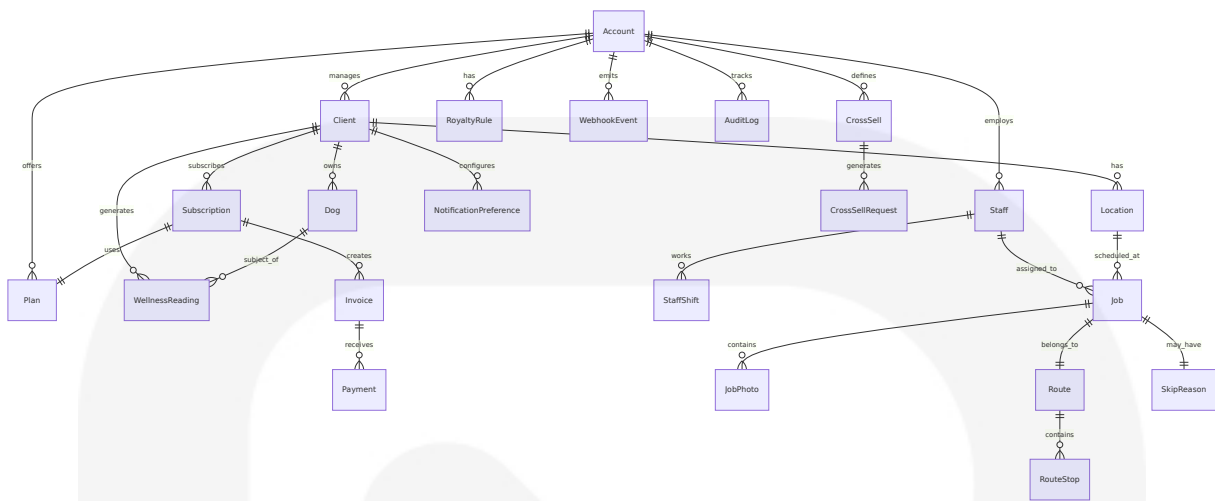 Account
manages
has
emits
tracks
defines
Client
RoyaltyRule
WebhookEvent
AuditLog
CrossSell
employs
offers
subscribes
owns
configures
generates
has
generates
Subscription
Dog
NotificationPreference
CrossSellRequest
Staff
Location
uses
subject_of
creates
works
assigned_to
scheduled_at
Plan
WellnessReading
Invoice
StaffShift
Job
receives
contains
belongs_to
may_have
Payment
JobPhoto
Route
SkipReason
contains
RouteStop